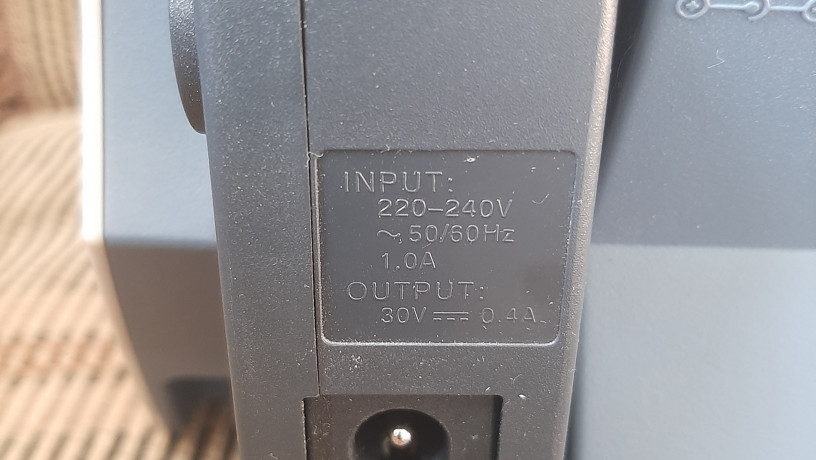 INPUT:
220-240V
~ 50/60Hz
1.0A
OUTPUT:
30V ⎓ 0.4A